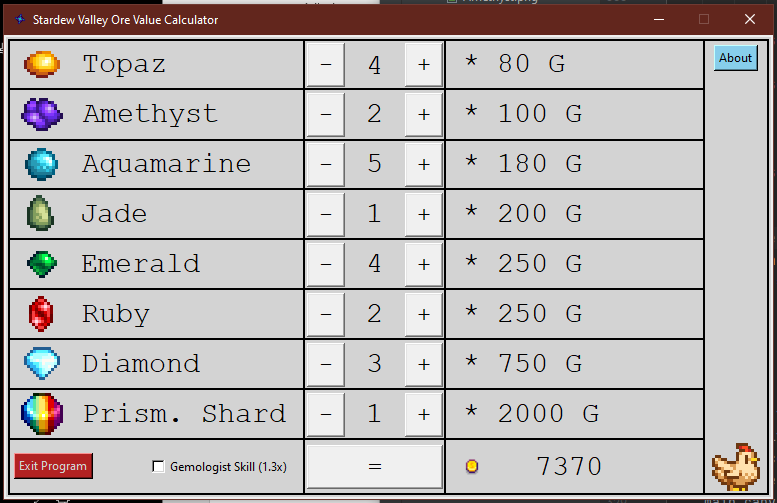 Stardew Valley Ore Value Calculator
Topaz - 4 + * 80 G
About
Amethyst - 2 + * 100 G
Aquamarine - 5 + * 180 G
Jade - 1 + * 200 G
Emerald - 4 + * 250 G
Ruby - 2 + * 250 G
Diamond - 3 + * 750 G
Prism. Shard - 1 + * 2000 G
Exit Program Gemologist Skill (1.3x) = 7370